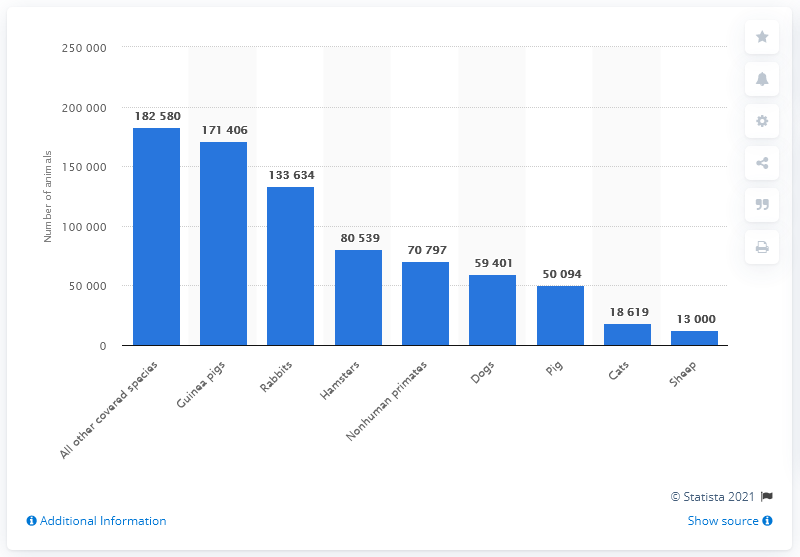 250 000
200 000
150 000
100 000
50 000
0
Number of animals
182 580
171 406
133 634
80 539
70 797
59 401
50 094
18 619
13 000
All other covered species
Guinea pigs
Rabbits
Hamsters
Nonhuman primates
Dogs
Pig
Cats
Sheep
© Statista 2021
Additional Information
Show source